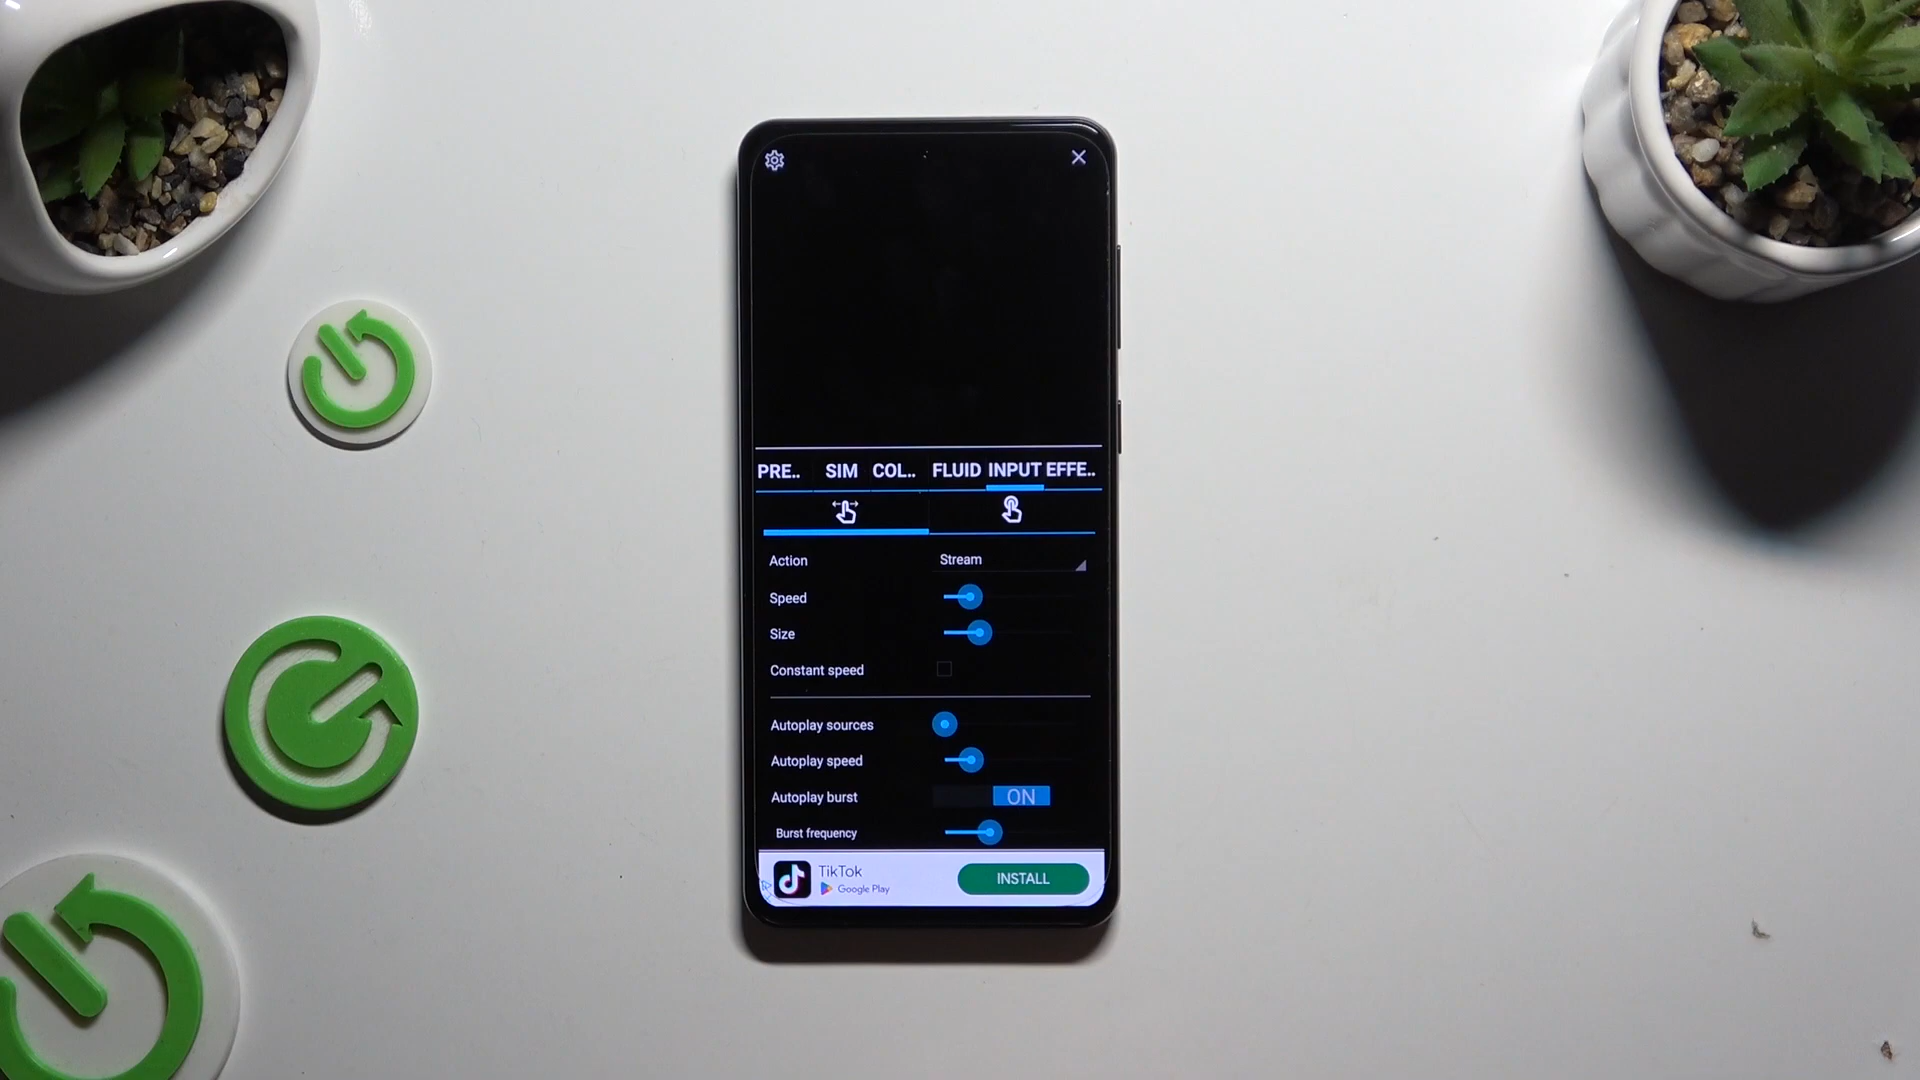 PRE.. SIM COL.. FLUID INPUT EFFE..
Action Stream
Speed
Size
Constant speed
Autoplay sources
Autoplay speed
Autoplay burst ON
Burst frequency
TikTok
Google Play
INSTALL